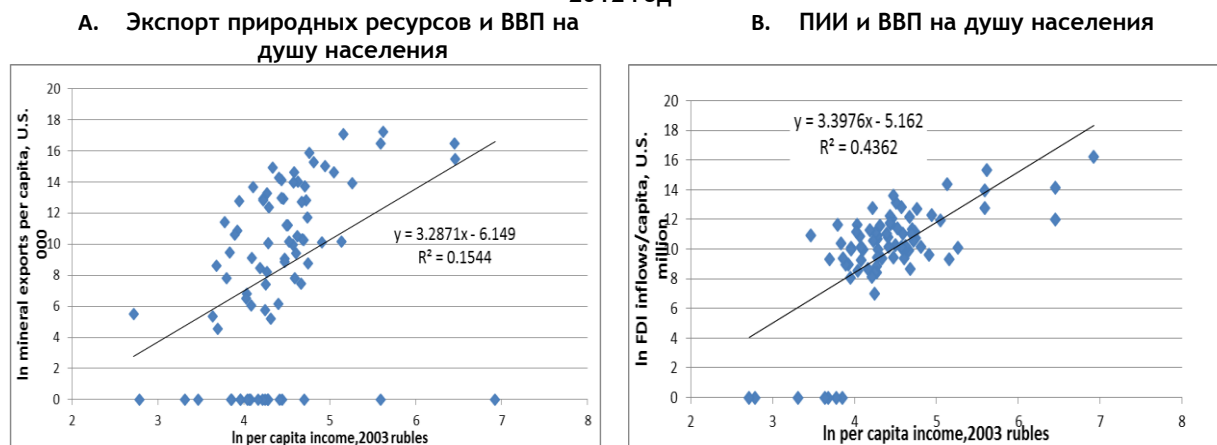 A. Экспорт природных ресурсов и ВВП на
душу населения
20
18
16
14
12
10
8
6
4
2
0
2 3 4 5 6 7 8
ln mineral exports per capita, U.S.
000
ln per capita income,2003 rubles
y = 3.2871x - 6.149
R² = 0.1544
B. ПИИ и ВВП на душу населения
20
18
16
14
12
10
8
6
4
2
0
2 3 4 5 6 7 8
ln FDI inflows/capita, U.S.
million
ln per capita income,2003 rubles
y = 3.3976x - 5.162
R² = 0.4362